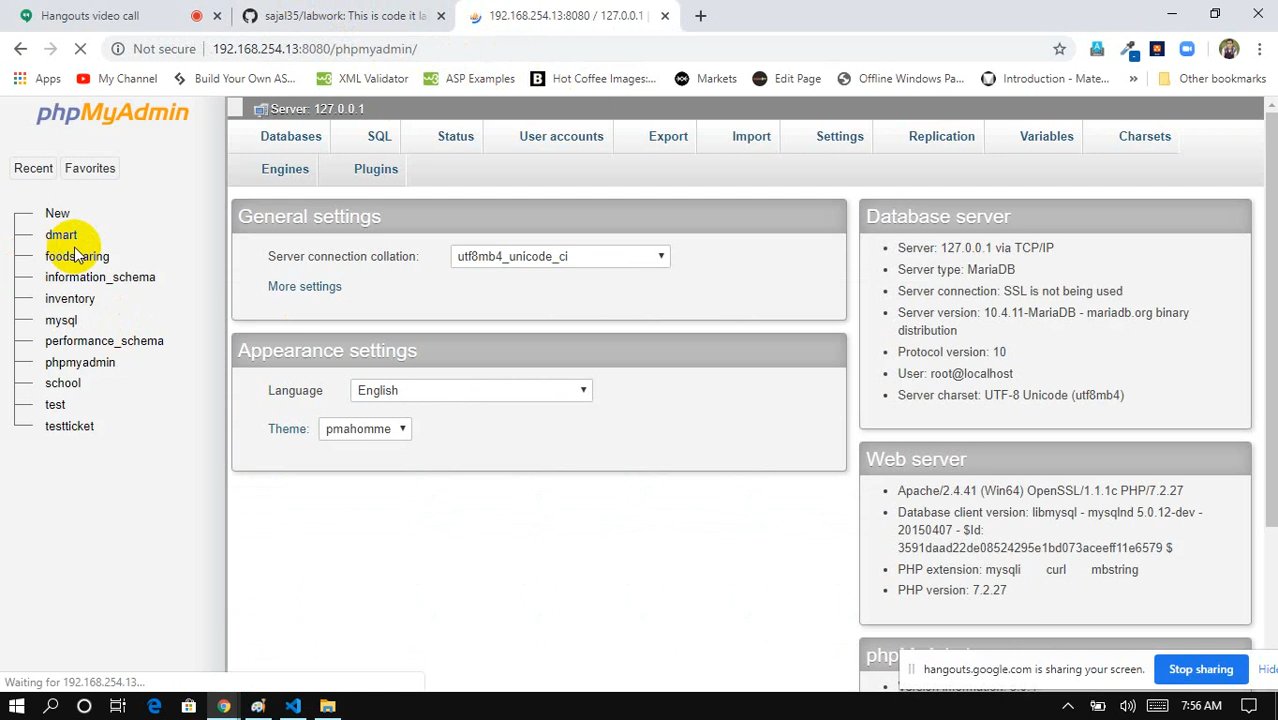 Hangouts video call
sajal35/labwork: This is code it la
192.168.254.13:8080 / 127.0.0.1 |
Not secure 192.168.254.13:8080/phpmyadmin/
Apps
My Channel
Build Your Own AS...
XML Validator
ASP Examples
Hot Coffee Images:...
Markets
Edit Page
Offline Windows Pa...
Introduction - Mate...
»
Other bookmarks
phpMyAdmin
Recent
Favorites
New
dmart
foodsharing
information_schema
inventory
mysql
performance_schema
phpmyadmin
school
test
testticket
Server: 127.0.0.1
Databases
SQL
Status
User accounts
Export
Import
Settings
Replication
Variables
Charsets
Engines
Plugins
General settings
Server connection collation: utf8mb4_unicode_ci
More settings
Appearance settings
Language English
Theme: pmahomme
Database server
• Server: 127.0.0.1 via TCP/IP
• Server type: MariaDB
• Server connection: SSL is not being used
• Server version: 10.4.11-MariaDB - mariadb.org binary
distribution
• Protocol version: 10
• User: root@localhost
• Server charset: UTF-8 Unicode (utf8mb4)
Web server
• Apache/2.4.41 (Win64) OpenSSL/1.1.1c PHP/7.2.27
• Database client version: libmysql - mysqlnd 5.0.12-dev -
20150407 - $Id:
3591daad22de08524295e1bd073aceeff11e6579 $
• PHP extension: mysqli curl mbstring
• PHP version: 7.2.27
hangouts.google.com is sharing your screen.
Stop sharing
Hide
Waiting for 192.168.254.13...
7:56 AM